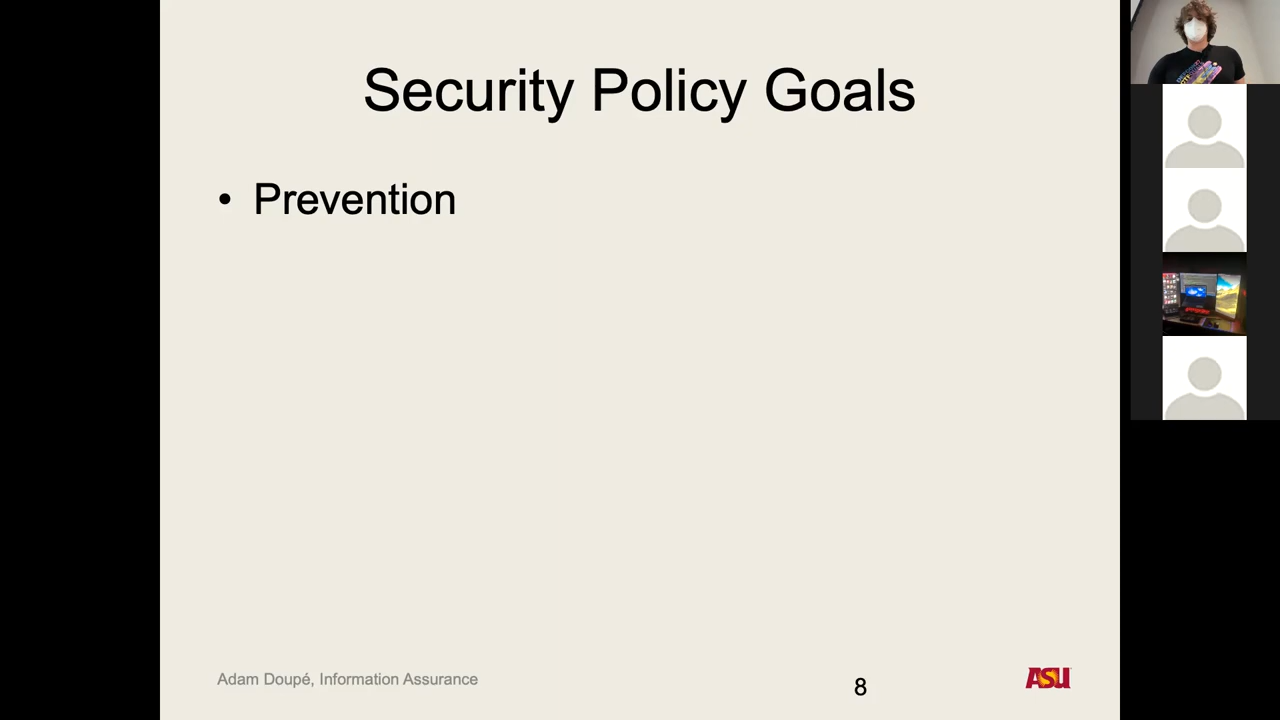 Security Policy Goals
• Prevention
Adam Doupé, Information Assurance
8
ASU